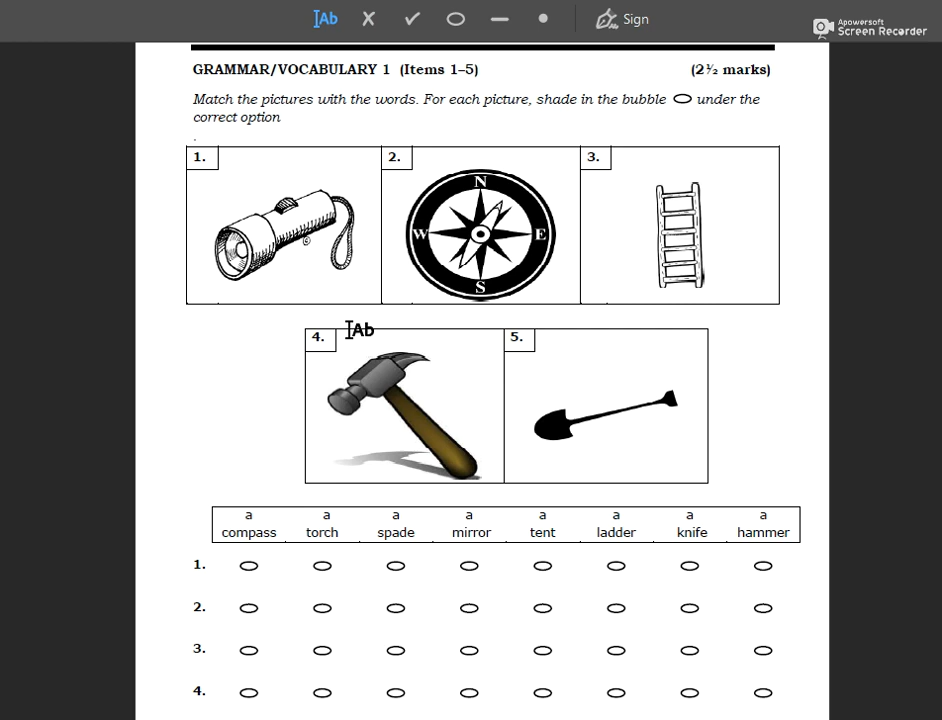 Ab
Sign
Apowersoft
Screen Recorder
GRAMMAR/VOCABULARY 1 (Items 1–5) (2½ marks)
Match the pictures with the words. For each picture, shade in the bubble under the
correct option
.
1. 2. 3.
N
W E
S
Ab
4. 5.
a a a a a a a a
compass torch spade mirror tent ladder knife hammer
1.
2.
3.
4.